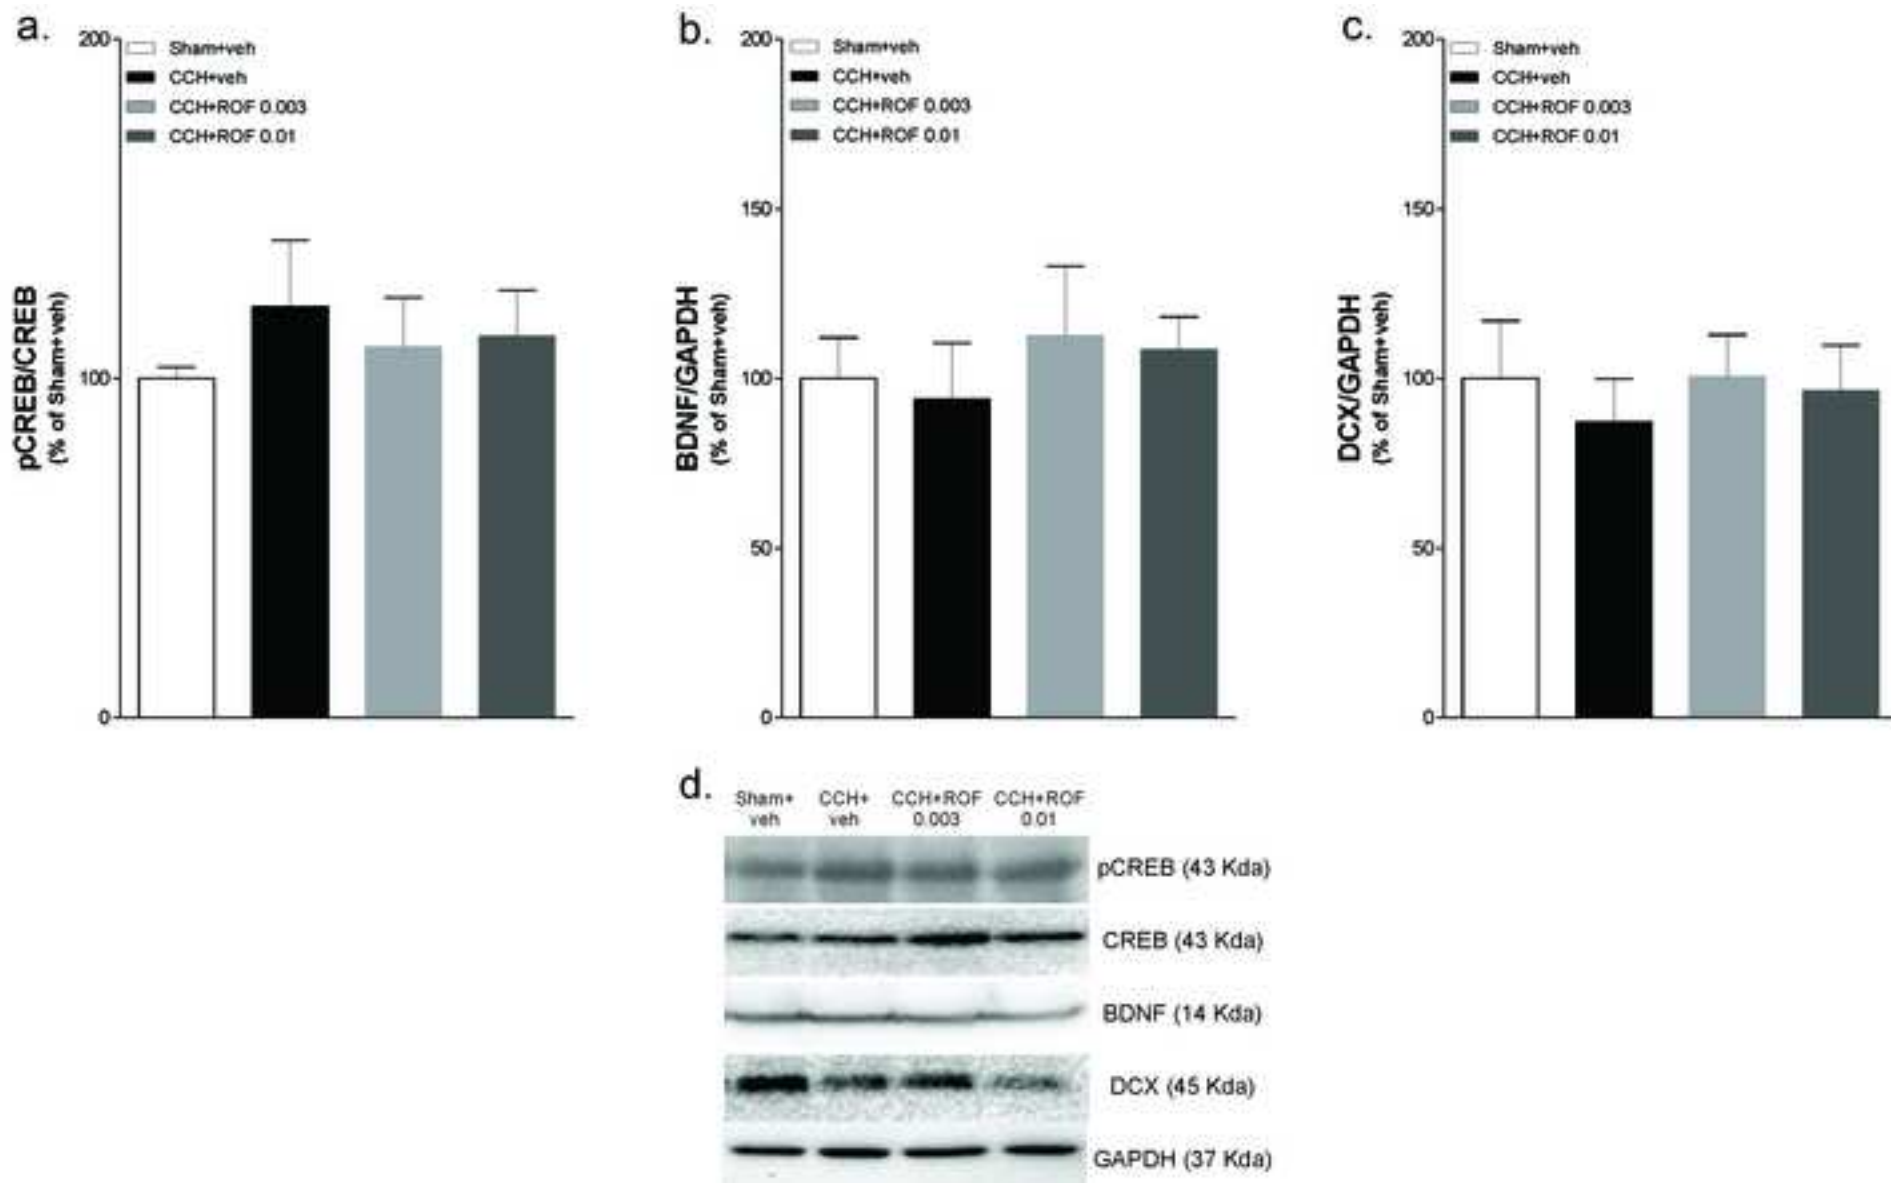 a.
200
Sham+veh
CCH+veh
CCH+ROF 0.003
CCH+ROF 0.01
pCREB/CREB
(% of Sham+veh)
100
0
b.
200
Sham+veh
CCH+veh
CCH+ROF 0.003
CCH+ROF 0.01
150
BDNF/GAPDH
(% of Sham+veh)
100
50
0
c.
200
Sham+veh
CCH+veh
CCH+ROF 0.003
CCH+ROF 0.01
150
DCX/GAPDH
(% of Sham+veh)
100
50
0
d.
Sham+ CCH+ CCH+ROF CCH+ROF
veh veh 0.003 0.01
pCREB (43 Kda)
CREB (43 Kda)
BDNF (14 Kda)
DCX (45 Kda)
GAPDH (37 Kda)